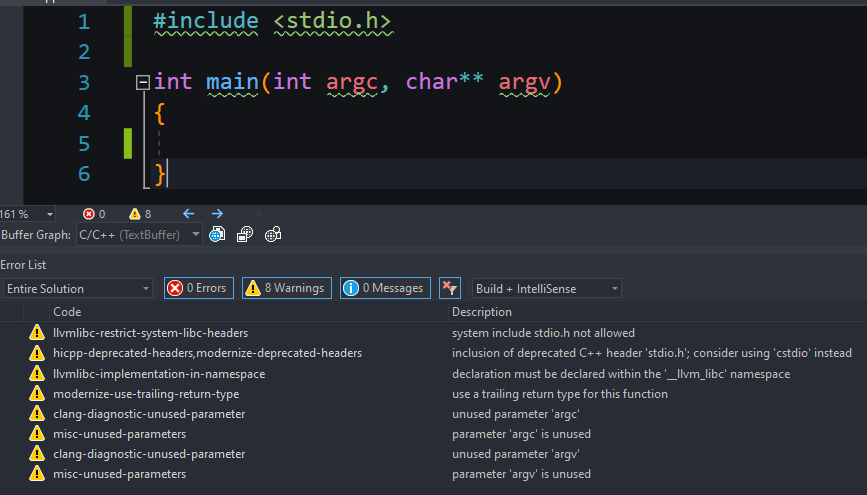 1 #include <stdio.h>
2
3 int main(int argc, char** argv)
4 {
5
6 }
161 % 0 8
Buffer Graph: C/C++ (TextBuffer)
Error List
Entire Solution 0 Errors 8 Warnings 0 Messages Build + IntelliSense
Code Description
llvmlibc-restrict-system-libc-headers system include stdio.h not allowed
hicpp-deprecated-headers,modernize-deprecated-headers inclusion of deprecated C++ header 'stdio.h'; consider using 'cstdio' instead
llvmlibc-implementation-in-namespace declaration must be declared within the '__llvm_libc' namespace
modernize-use-trailing-return-type use a trailing return type for this function
clang-diagnostic-unused-parameter unused parameter 'argc'
misc-unused-parameters parameter 'argc' is unused
clang-diagnostic-unused-parameter unused parameter 'argv'
misc-unused-parameters parameter 'argv' is unused